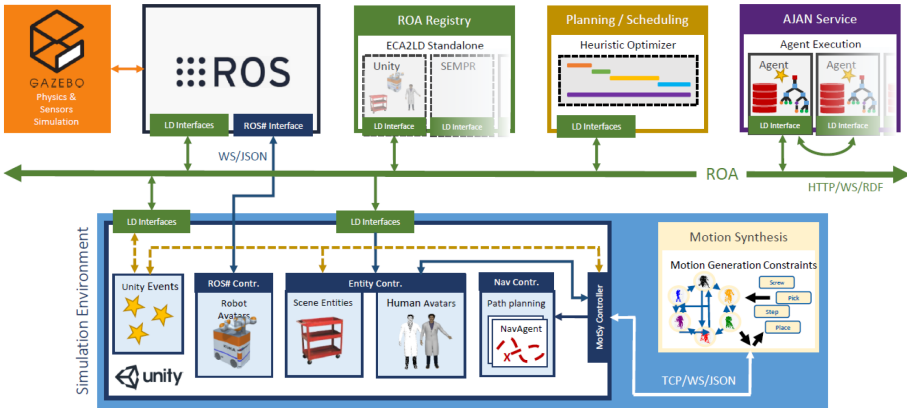 GAZEBO
Physics &
Sensors
Simulation
ROS
LD Interfaces
ROS# Interface
WS/JSON
ROA Registry
ECA2LD Standalone
Unity
SEMPR
LD Interface
LD Interface
Planning / Scheduling
Heuristic Optimizer
LD Interfaces
AJAN Service
Agent Execution
Agent
Agent
LD Interface
LD Interface
ROA
HTTP/WS/RDF
Simulation Environment
LD Interfaces
LD Interfaces
Unity Events
ROS# Contr.
Robot
Avatars
Entity Contr.
Scene Entities
Human Avatars
Nav Contr.
Path planning
NavAgent
MotSy Controller
unity
Motion Synthesis
Motion Generation Constraints
Screw
Pick
Step
Place
TCP/WS/JSON